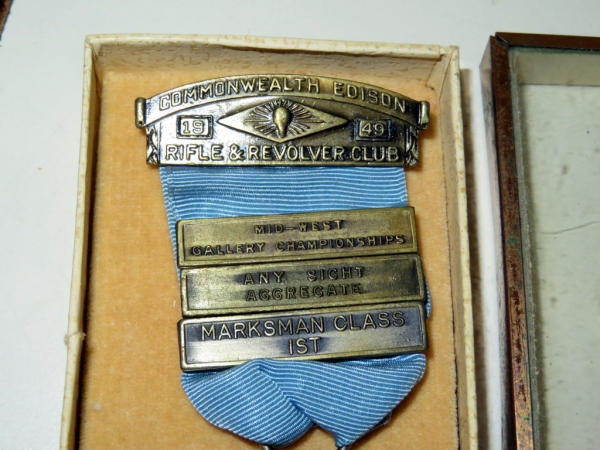 COMMONWEALTH EDISON
19 49
RIFLE & REVOLVER CLUB
MID-WEST
GALLERY CHAMPIONSHIPS
ANY SIGHT
AGGREGATE
MARKSMAN CLASS
1ST